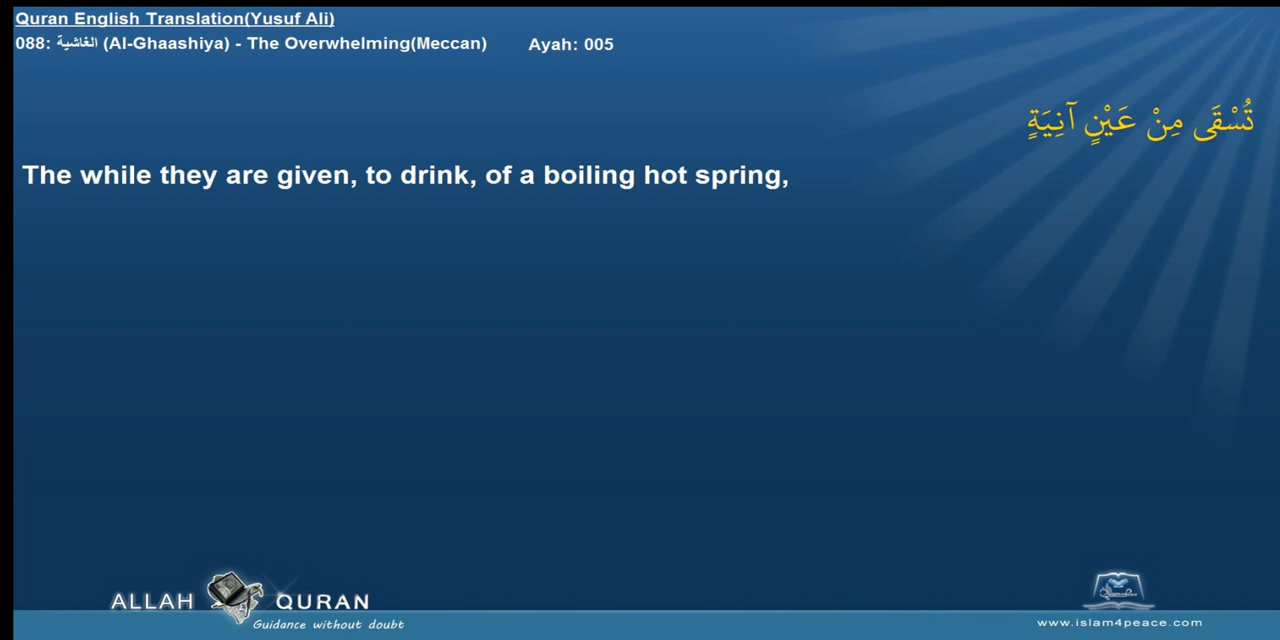 Quran English Translation(Yusuf Ali)
088: الغاشية (Al-Ghaashiya) - The Overwhelming(Meccan) Ayah: 005
تُسْقَى مِنْ عَيْنٍ آنِيَةٍ
The while they are given, to drink, of a boiling hot spring,
ALLAH QURAN
Guidance without doubt
www.islam4peace.com